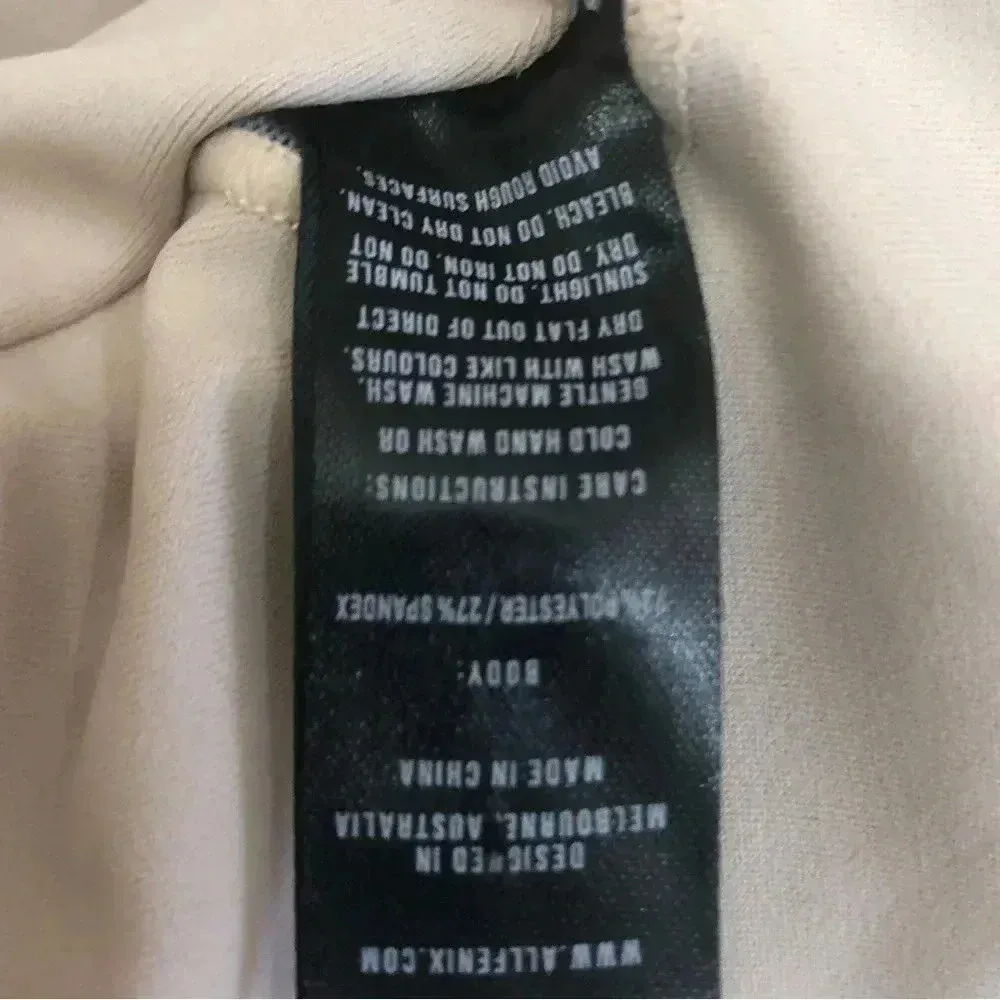 WWW.ALLFENIX.COM
DESIGNED IN
MELBOURNE, AUSTRALIA
MADE IN CHINA
BODY:
73% POLYESTER / 27% SPANDEX
CARE INSTRUCTIONS:
COLD HAND WASH OR
GENTLE MACHINE WASH.
WASH WITH LIKE COLOURS.
DRY FLAT OUT OF DIRECT
SUNLIGHT. DO NOT TUMBLE
DRY. DO NOT IRON. DO NOT
BLEACH. DO NOT DRY CLEAN.
AVOID ROUGH SURFACES.